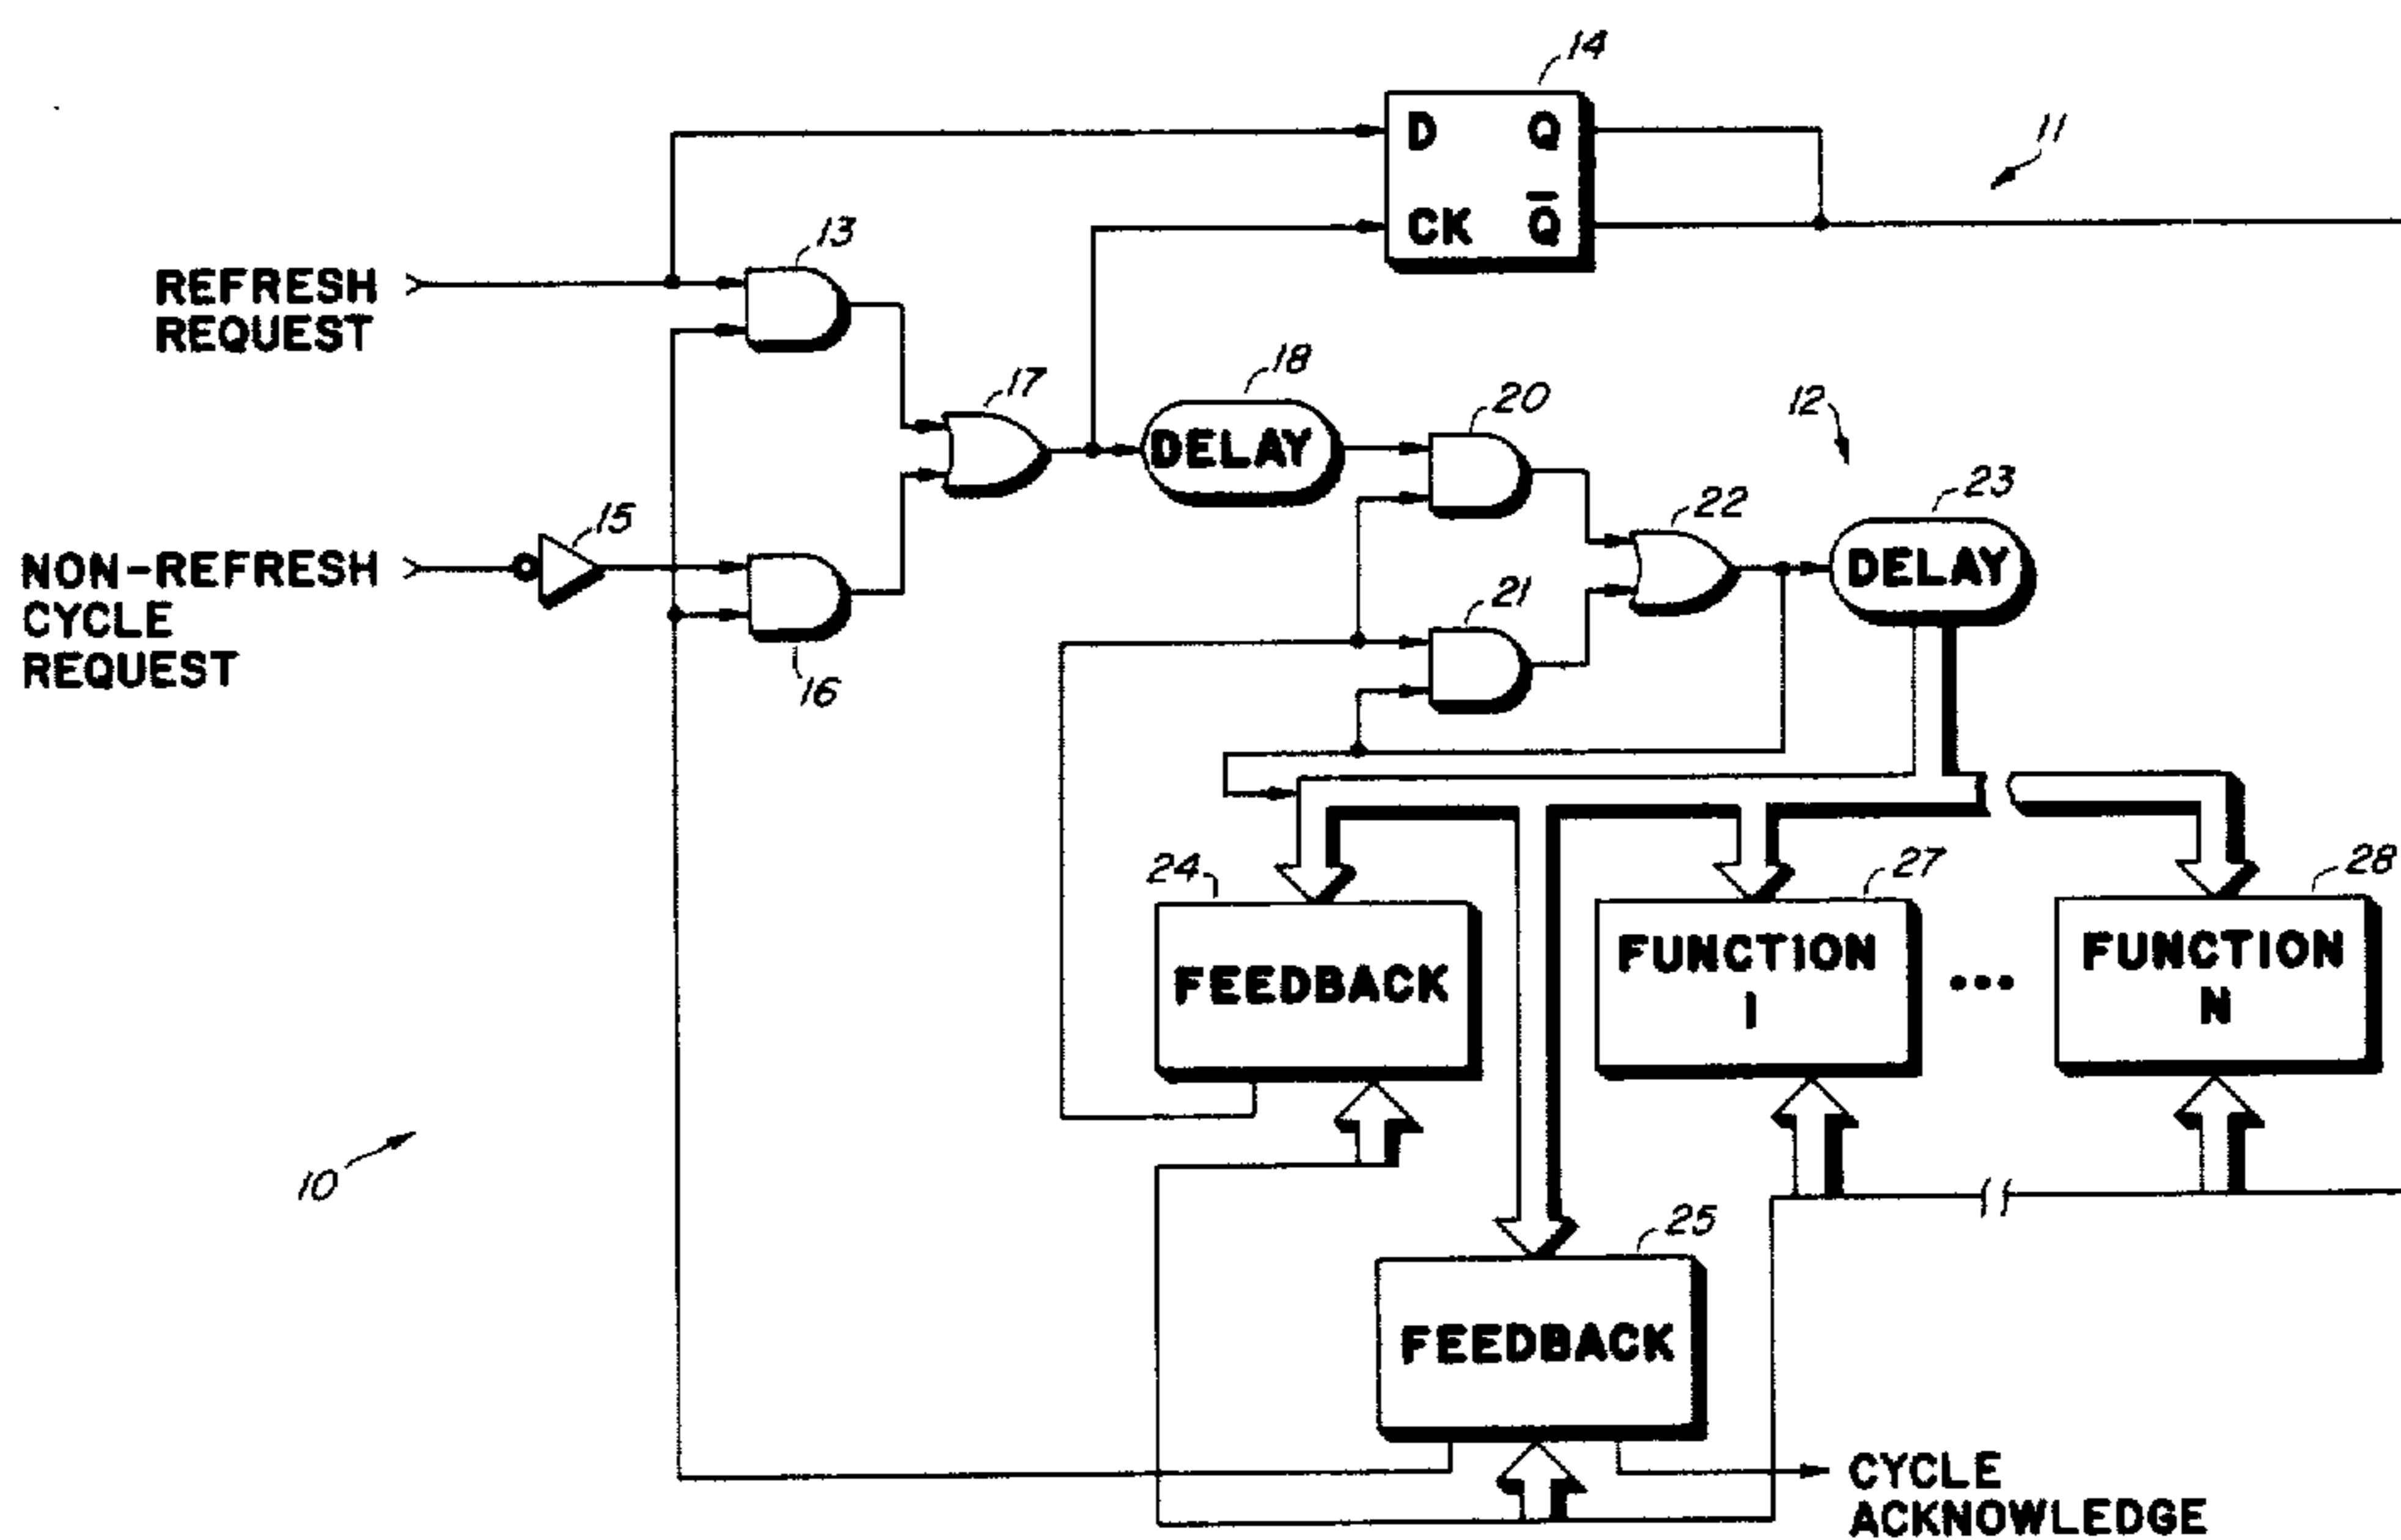 14
11
D Q
CK Q̅
13
REFRESH
REQUEST
18
17
20
12
DELAY
23
22
15
DELAY
NON-REFRESH
CYCLE
REQUEST
21
16
24
27
28
FEEDBACK
FUNCTION
1
•••
FUNCTION
N
10
25
FEEDBACK
CYCLE
ACKNOWLEDGE